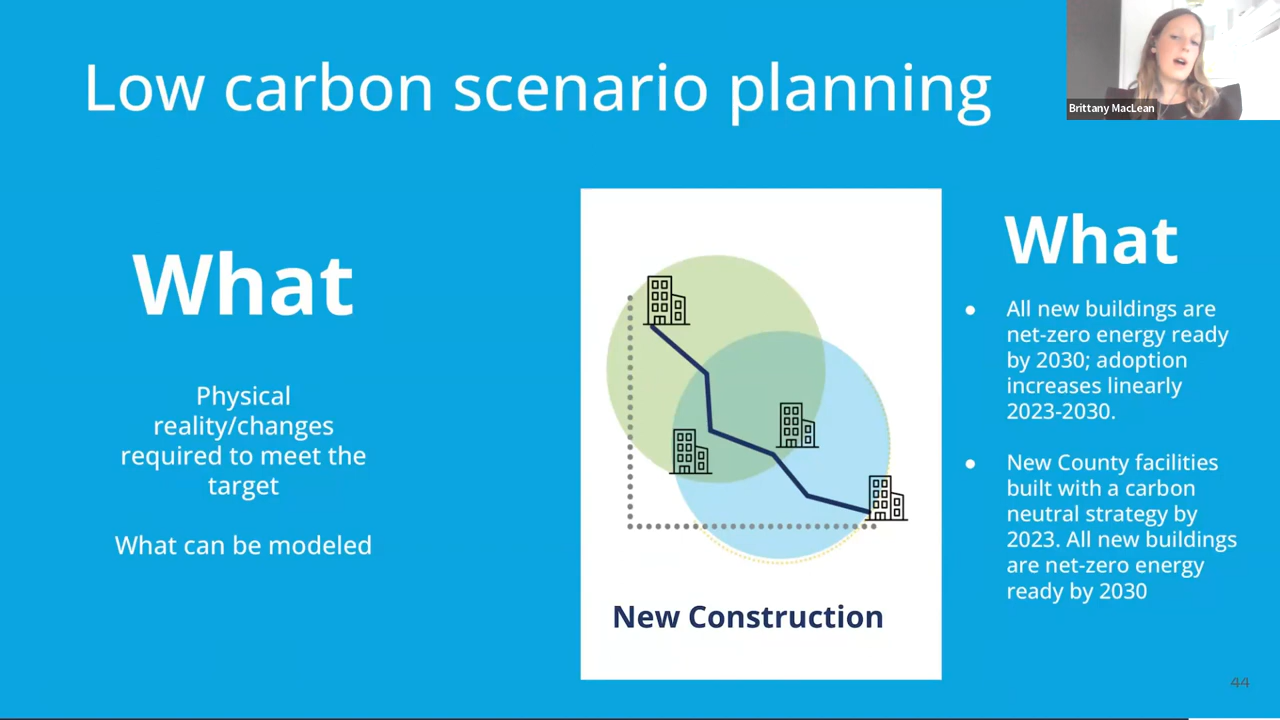 Low carbon scenario planning
Brittany MacLean
What
Physical
reality/changes
required to meet the
target
What can be modeled
New Construction
What
● All new buildings are
net-zero energy ready
by 2030; adoption
increases linearly
2023-2030.
● New County facilities
built with a carbon
neutral strategy by
2023. All new buildings
are net-zero energy
ready by 2030
44